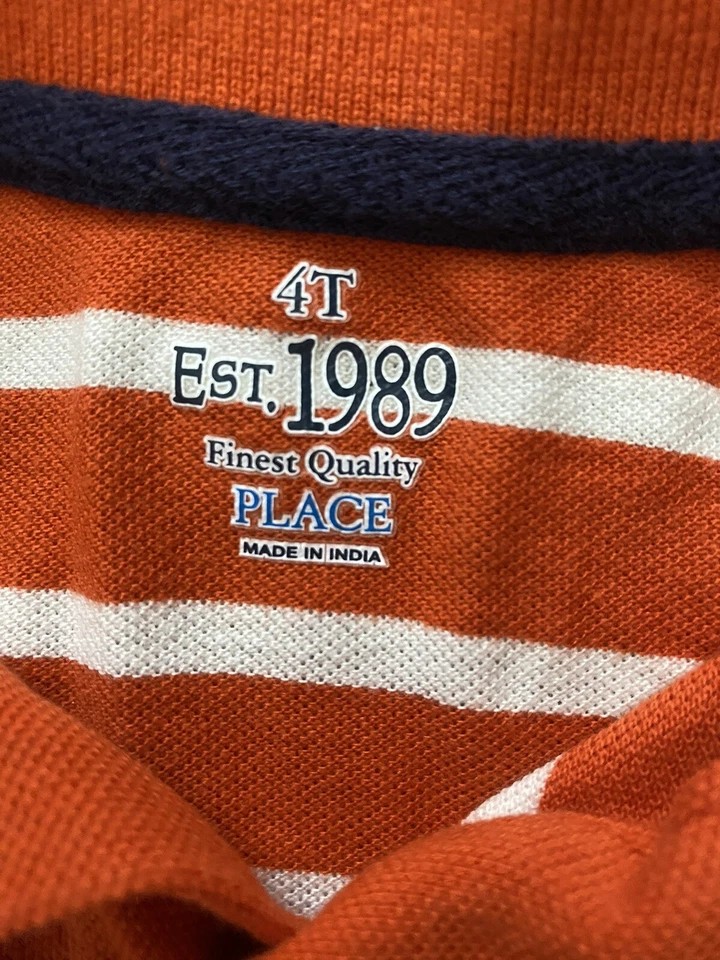 4T
EST. 1989
Finest Quality
PLACE
MADE IN INDIA